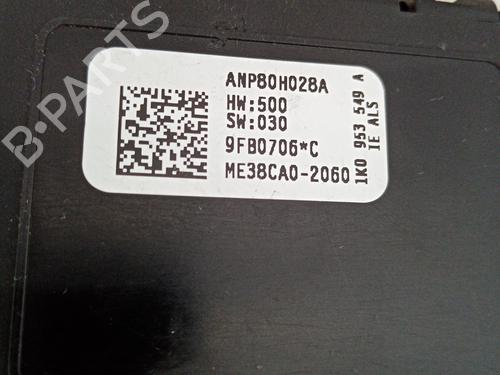 ANP80H028A
HW:500
SW:030
9FB0706*C
ME38CA0-2060
1K0 953 549 A
IE ALS
B-PARTS